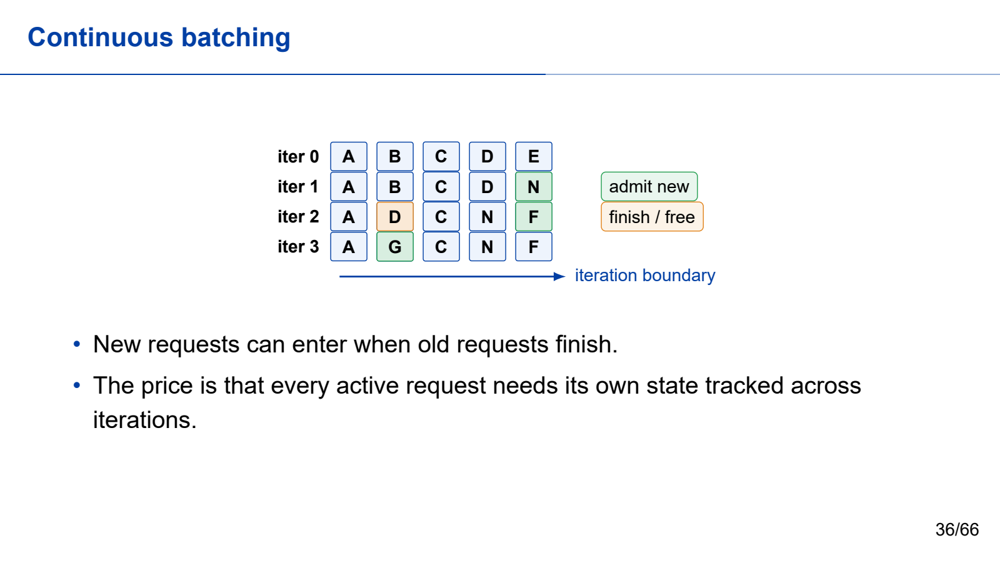 Continuous batching
iter 0 A B C D E
iter 1 A B C D N admit new
iter 2 A D C N F finish / free
iter 3 A G C N F
iteration boundary
• New requests can enter when old requests finish.
• The price is that every active request needs its own state tracked across
iterations.
36/66